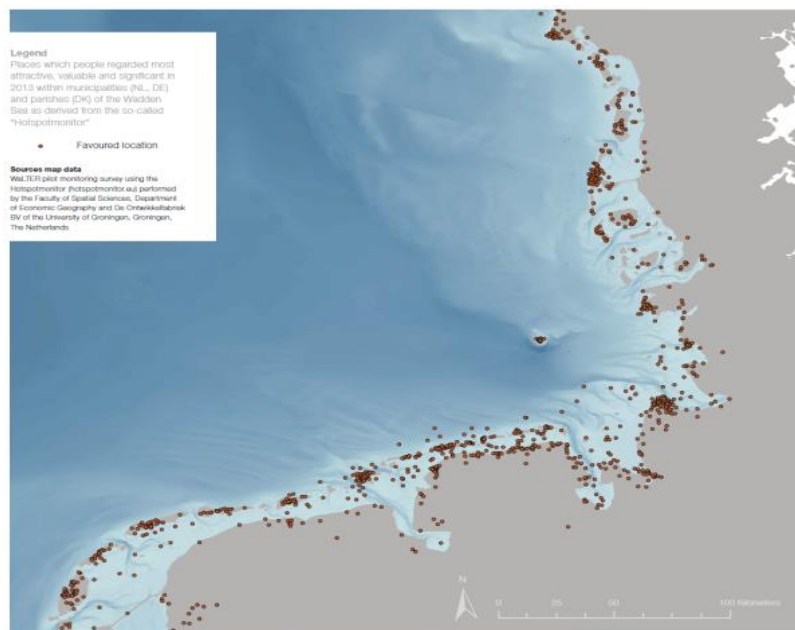 Legend
Places which people regarded most
attractive, valuable and significant in
2013 within municipalities (NL, DE)
and parishes (DK) of the Wadden
Sea as derived from the so-called
"Hotspotmonitor"
Favoured location
Sources map data
WaLTER pilot monitoring survey using the
Hotspotmonitor (hotspotmonitor.eu) performed
by the Faculty of Spatial Sciences, Department
of Economic Geography and De Ontwikkelfabriek
BV of the University of Groningen, Groningen,
The Netherlands
N
0 25 50 100 Kilometres